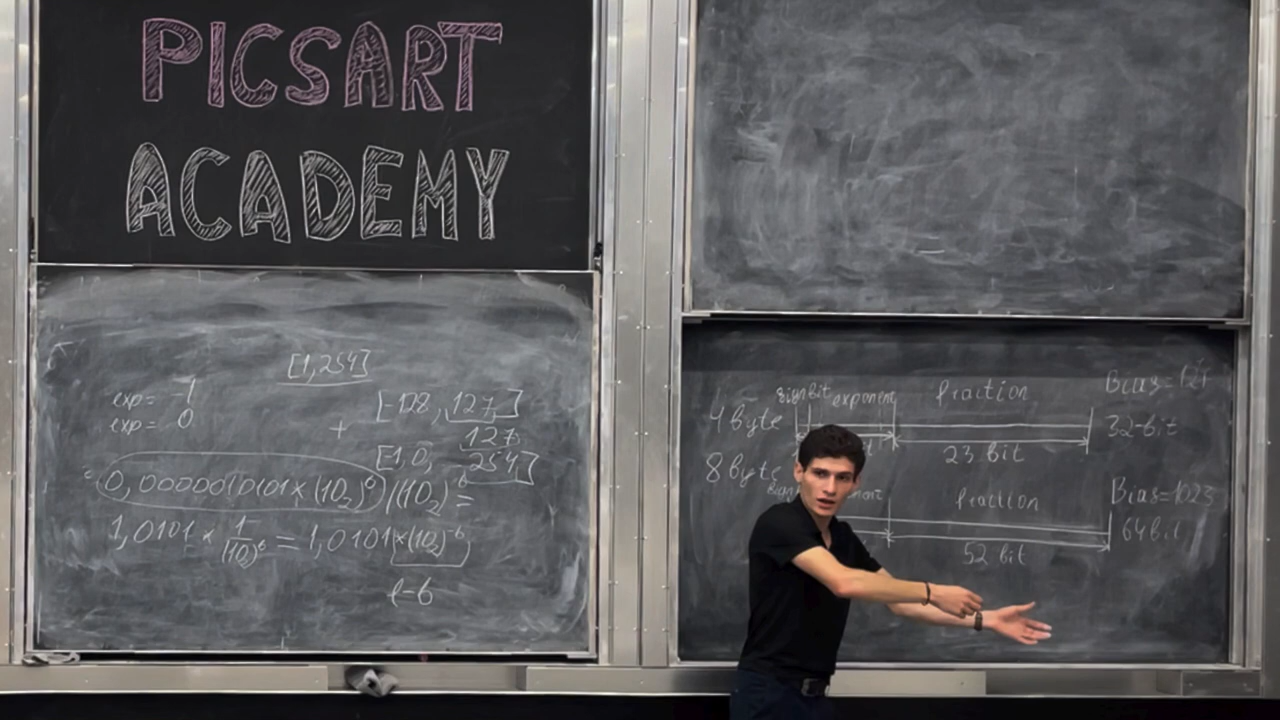 PICSART
ACADEMY
[1,254]
exp= -1
exp= 0
[-128, 127]
+
127
[1,0, 254]
0,0000010101×(10₂)⁶/(10₂)⁶=
1,0101 × 1/(10)⁶ = 1,0101×(10₂)⁻⁶
sign bit exponent fraction Bias=127
4 byte 32-bit
23 bit
8 byte
fraction Bias=1023
64 bit
52 bit